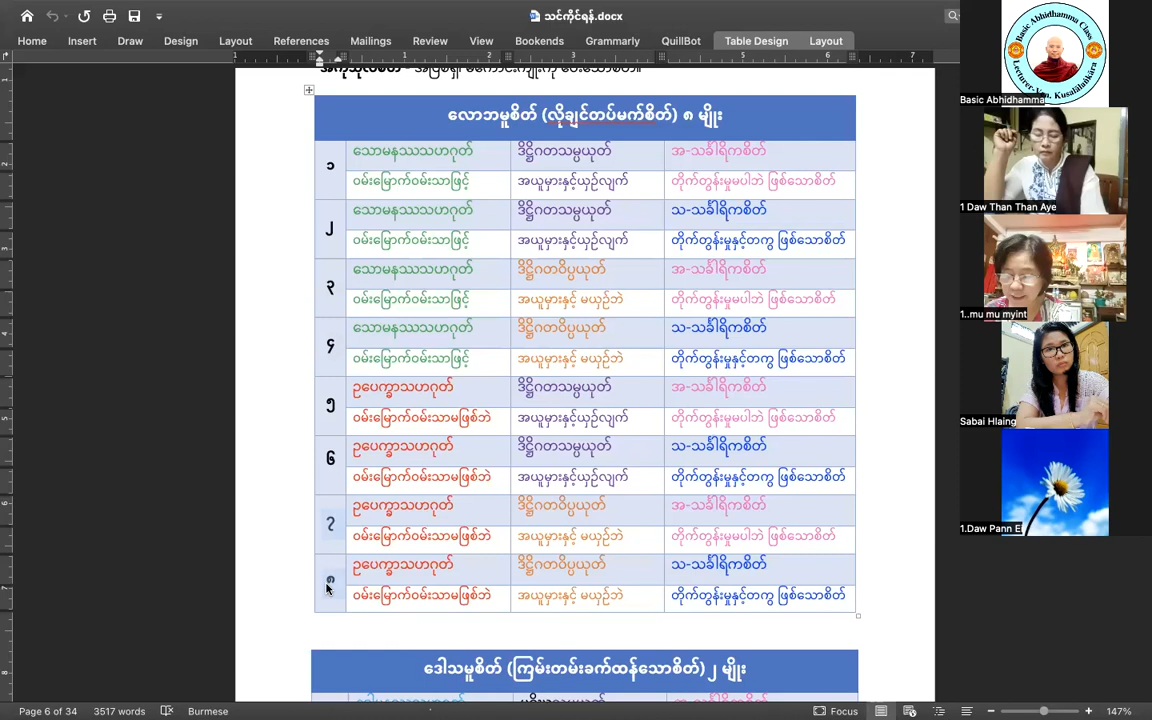 သင်ကိုင်ရန်.docx
Home Insert Draw Design Layout References Mailings Review View Bookends Grammarly QuillBot Table Design Layout
အကုသိုလ်စိတ် - အပြစ်ရှိ၊ မကောင်းကျိုးကို ပေးသောစိတ်။
လောဘမူစိတ် (လိုချင်တပ်မက်စိတ်) ၈ မျိုး
၁ သောမနဿသဟဂုတ် ဒိဋ္ဌိဂတသမ္ပယုတ် အ-သင်္ခါရိကစိတ်
ဝမ်းမြောက်ဝမ်းသာဖြင့် အယူမှားနှင့်ယှဉ်လျက် တိုက်တွန်းမှုမပါဘဲ ဖြစ်သောစိတ်
၂ သောမနဿသဟဂုတ် ဒိဋ္ဌိဂတသမ္ပယုတ် သ-သင်္ခါရိကစိတ်
ဝမ်းမြောက်ဝမ်းသာဖြင့် အယူမှားနှင့်ယှဉ်လျက် တိုက်တွန်းမှုနှင့်တကွ ဖြစ်သောစိတ်
၃ သောမနဿသဟဂုတ် ဒိဋ္ဌိဂတဝိပ္ပယုတ် အ-သင်္ခါရိကစိတ်
ဝမ်းမြောက်ဝမ်းသာဖြင့် အယူမှားနှင့် မယှဉ်ဘဲ တိုက်တွန်းမှုမပါဘဲ ဖြစ်သောစိတ်
၄ သောမနဿသဟဂုတ် ဒိဋ္ဌိဂတဝိပ္ပယုတ် သ-သင်္ခါရိကစိတ်
ဝမ်းမြောက်ဝမ်းသာဖြင့် အယူမှားနှင့် မယှဉ်ဘဲ တိုက်တွန်းမှုနှင့်တကွ ဖြစ်သောစိတ်
၅ ဥပေက္ခာသဟဂုတ် ဒိဋ္ဌိဂတသမ္ပယုတ် အ-သင်္ခါရိကစိတ်
ဝမ်းမြောက်ဝမ်းသာမဖြစ်ဘဲ အယူမှားနှင့်ယှဉ်လျက် တိုက်တွန်းမှုမပါဘဲ ဖြစ်သောစိတ်
၆ ဥပေက္ခာသဟဂုတ် ဒိဋ္ဌိဂတသမ္ပယုတ် သ-သင်္ခါရိကစိတ်
ဝမ်းမြောက်ဝမ်းသာမဖြစ်ဘဲ အယူမှားနှင့်ယှဉ်လျက် တိုက်တွန်းမှုနှင့်တကွ ဖြစ်သောစိတ်
၇ ဥပေက္ခာသဟဂုတ် ဒိဋ္ဌိဂတဝိပ္ပယုတ် အ-သင်္ခါရိကစိတ်
ဝမ်းမြောက်ဝမ်းသာမဖြစ်ဘဲ အယူမှားနှင့် မယှဉ်ဘဲ တိုက်တွန်းမှုမပါဘဲ ဖြစ်သောစိတ်
၈ ဥပေက္ခာသဟဂုတ် ဒိဋ္ဌိဂတဝိပ္ပယုတ် သ-သင်္ခါရိကစိတ်
ဝမ်းမြောက်ဝမ်းသာမဖြစ်ဘဲ အယူမှားနှင့် မယှဉ်ဘဲ တိုက်တွန်းမှုနှင့်တကွ ဖြစ်သောစိတ်
ဒေါသမူစိတ် (ကြမ်းတမ်းခက်ထန်သောစိတ်) ၂ မျိုး
Page 6 of 34 3517 words Burmese Focus 147%
Basic Abhidhamma Class
Lecturer-Ven. Kusalālaṅkāra
Basic Abhidhamma
1 Daw Than Than Aye
1..mu mu myint
Sabai Hlaing
1.Daw Pann Ei